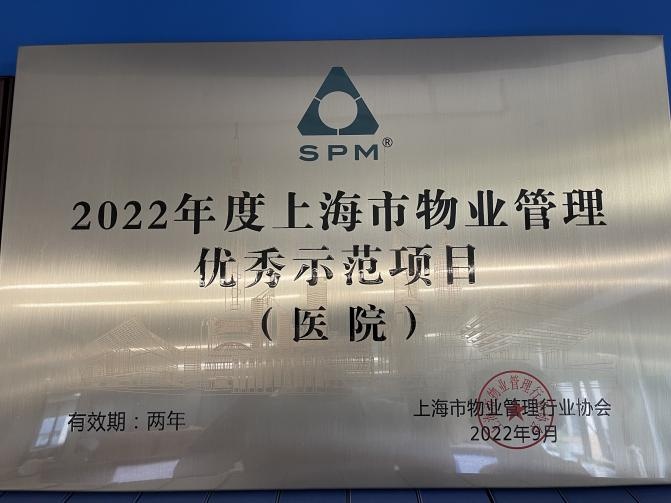 SPM®
2022年度上海市物业管理
优秀示范项目
（医院）
有效期：两年
上海市物业管理行业协会
2022年9月